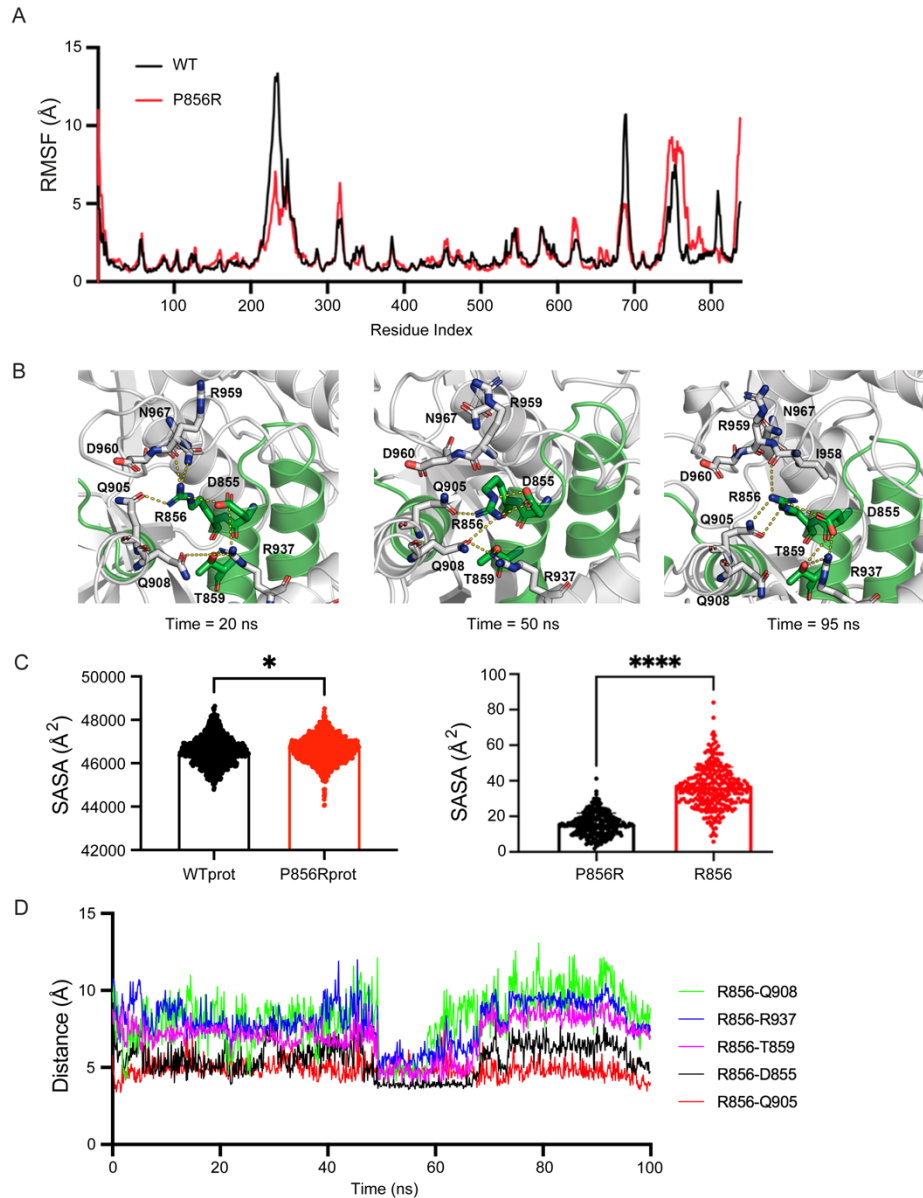 A
15
WT
P856R
10
RMSF (Å)
5
0
100 200 300 400 500 600 700 800
Residue Index
B
R959
N967
D960
Q905
D855
R856
R937
Q908
T859
Time = 20 ns
N967
R959
D960
Q905
D855
R856
T859
Q908
R937
Time = 50 ns
N967
R959
D960
I958
R856
Q905
D855
T859
R937
Q908
Time = 95 ns
C
50000
*
48000
SASA (Å²)
46000
44000
42000
WTprot P856Rprot
100
****
80
60
SASA (Å²)
40
20
0
P856R R856
D
15
10
Distance (Å)
5
0
0 20 40 60 80 100
Time (ns)
R856-Q908
R856-R937
R856-T859
R856-D855
R856-Q905